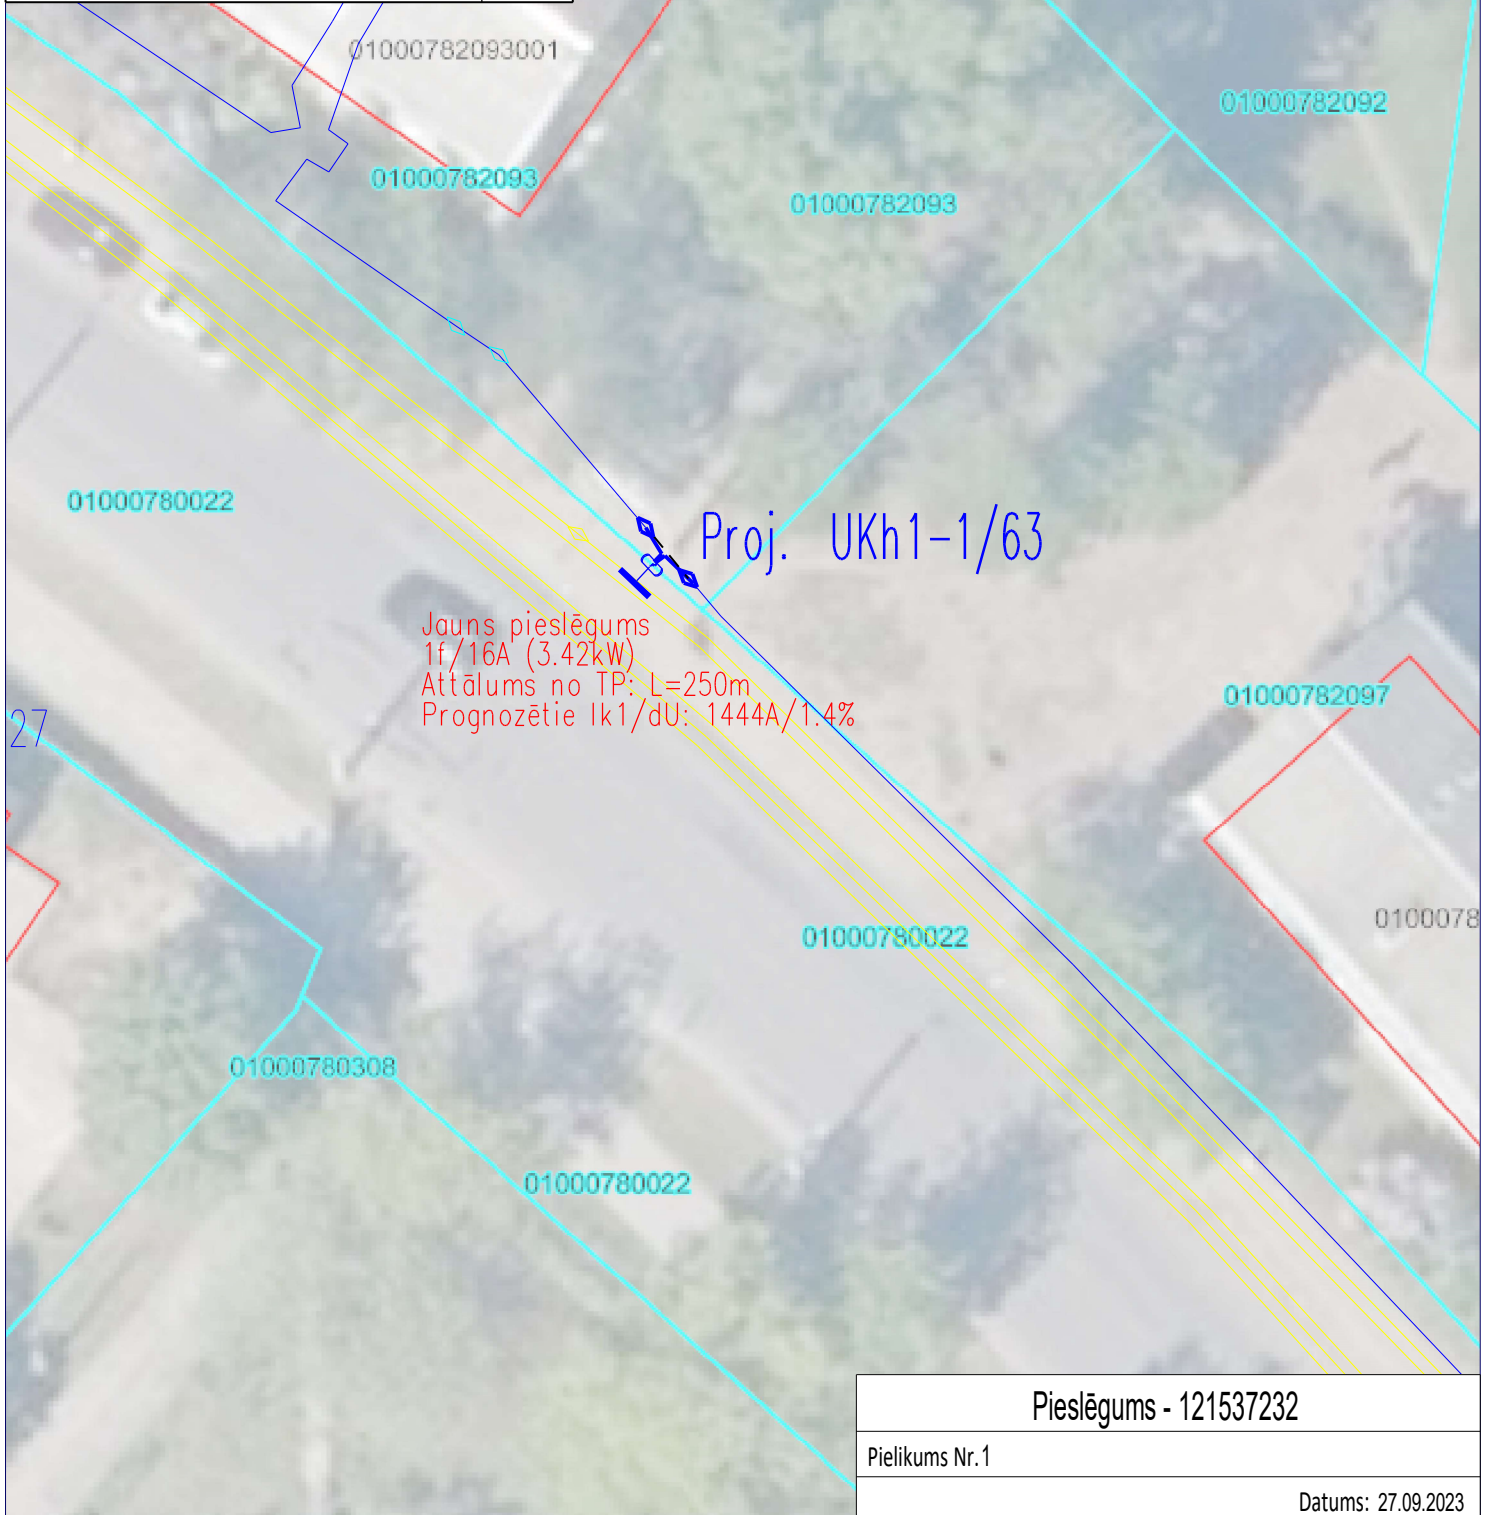 01000782093001
01000782092
01000782093
01000782093
01000780022
Proj. UKh1-1/63
Jauns pieslēgums
1f/16A (3.42kW)
Attālums no TP: L=250m
Prognozētie Ik1/dU: 1444A/1.4%
01000782097
27
0100078
01000780022
01000780308
01000780022
Pieslēgums - 121537232
Pielikums Nr.1
Datums: 27.09.2023